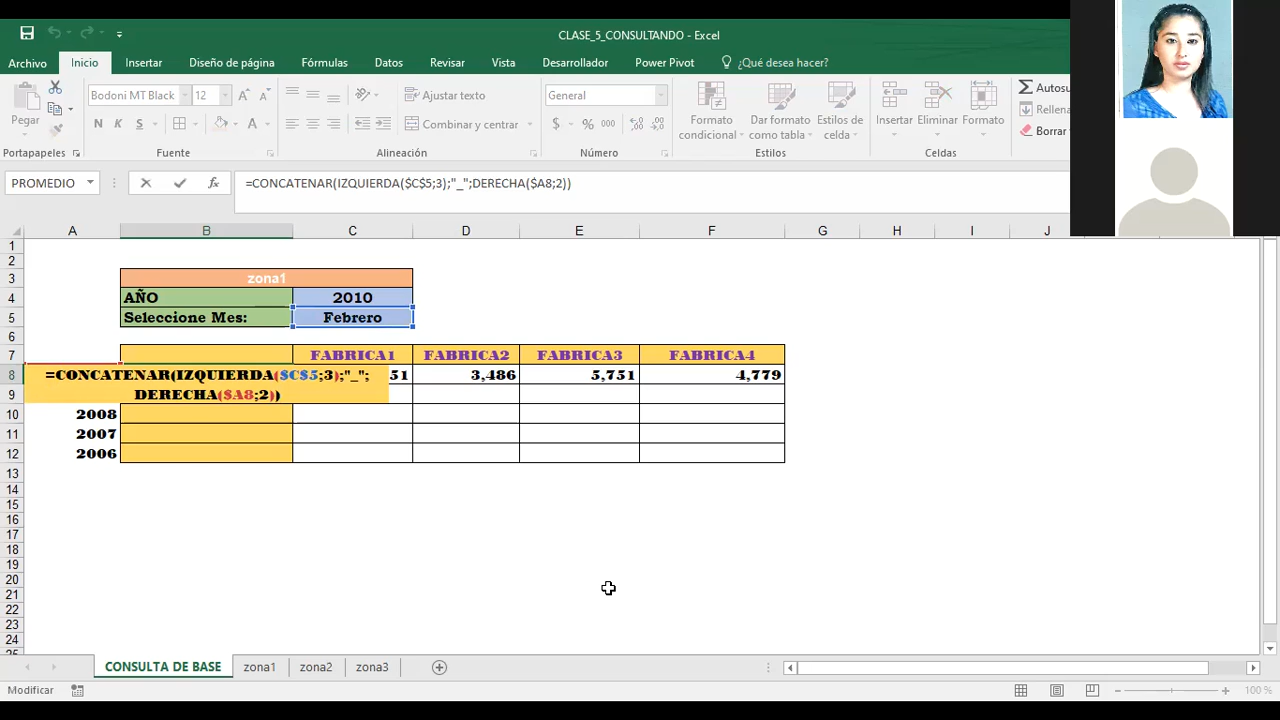 CLASE_5_CONSULTANDO - Excel
Archivo Inicio Insertar Diseño de página Fórmulas Datos Revisar Vista Desarrollador Power Pivot ¿Qué desea hacer?
Pegar
Bodoni MT Black 12
N K S
Ajustar texto
Combinar y centrar
General
$ % 000
Formato condicional
Dar formato como tabla
Estilos de celda
Insertar Eliminar Formato
Autosu
Rellena
Borrar
Portapapeles Fuente Alineación Número Estilos Celdas
PROMEDIO fx =CONCATENAR(IZQUIERDA($C$5;3);"_";DERECHA($A8;2))
A B C D E F G H I J
1
2
3 zona1
4 AÑO 2010
5 Seleccione Mes: Febrero
6
7 FABRICA1 FABRICA2 FABRICA3 FABRICA4
8 =CONCATENAR(IZQUIERDA($C$5;3);"_"; 51 3,486 5,751 4,779
9 DERECHA($A8;2))
10 2008
11 2007
12 2006
13
14
15
16
17
18
19
20
21
22
23
24
CONSULTA DE BASE zona1 zona2 zona3
Modificar 100 %